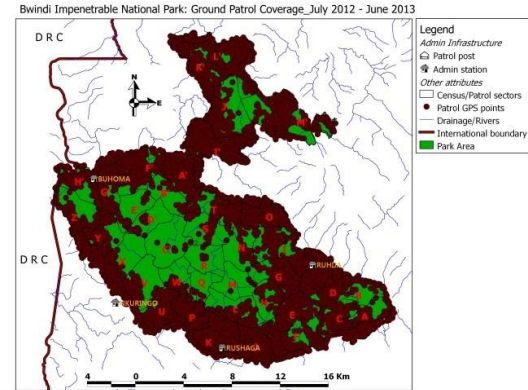 Bwindi Impenetrable National Park: Ground Patrol Coverage_July 2012 - June 2013
D R C
N
E
Legend
Admin Infrastructure
Patrol post
Admin station
Other attributes
Census/Patrol sectors
Patrol GPS points
Drainage/Rivers
International boundary
Park Area
L'
K'
F'
A'
BUHOMA
T
O
S
Y
D R C
R
RUHIJA
G
W
Q
D
NKURINGO
U
P
E
C
A
K
RUSHAGA
4 0 4 8 12 16 Km